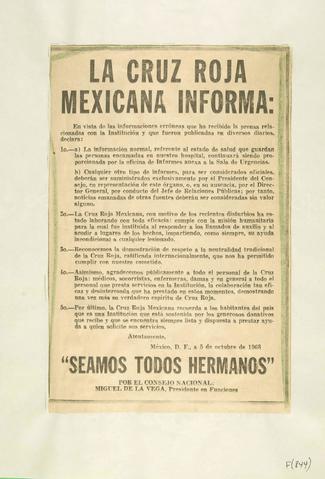 LA CRUZ ROJA
MEXICANA INFORMA:
En vista de las informaciones erróneas que ha recibido la prensa rela-
cionadas con la Institución y que fueron publicadas en diversos diarios,
declara:
1o.—a) La información normal, referente al estado de salud que guardan
las personas encamadas en nuestro hospital, continuará siendo pro-
porcionada por la oficina de Informes anexa a la Sala de Urgencias.
b) Cualquier otro tipo de informes, para ser considerados oficiales,
deberán ser suministrados exclusivamente por el Presidente del Con-
sejo, en representación de este órgano, o, en su ausencia, por el Director
General, por conducto del Jefe de Relaciones Públicas; por tanto,
noticias emanadas de otras fuentes deberán ser consideradas sin valor
alguno.
2o.—La Cruz Roja Mexicana, con motivo de los recientes disturbios ha es-
tado laborando con toda eficacia: cumple con la misión humanitaria
para la cual fue instituida al responder a los llamados de auxilio y al
acudir a lugares de los hechos, impartiendo, como siempre, su ayuda
incondicional a cualquier lesionado.
3o.—Reconocemos la demostración de respeto a la neutralidad tradicional
de la Cruz Roja, ratificada internacionalmente, que nos ha permitido
cumplir con nuestro cometido.
4o.—Asimismo, agradecemos públicamente a todo el personal de la Cruz
Roja: médicos, socorristas, enfermeras, damas y en general a todo el
personal que presta servicios en la Institución, la colaboración tan efi-
caz y desinteresada que ha prestado en estos momentos, demostrando
una vez más su verdadero espíritu de Cruz Roja.
5o.—Por último, la Cruz Roja Mexicana recuerda a los habitantes del país
que es una Institución que está sostenida por los generosos donativos
que recibe y que se encuentra siempre lista y dispuesta a prestar ayu-
da a quien solicite sus servicios.
Atentamente,
México, D. F., a 5 de octubre de 1968
"SEAMOS TODOS HERMANOS"
POR EL CONSEJO NACIONAL:
MIGUEL DE LA VEGA, Presidente en Funciones
F(844)